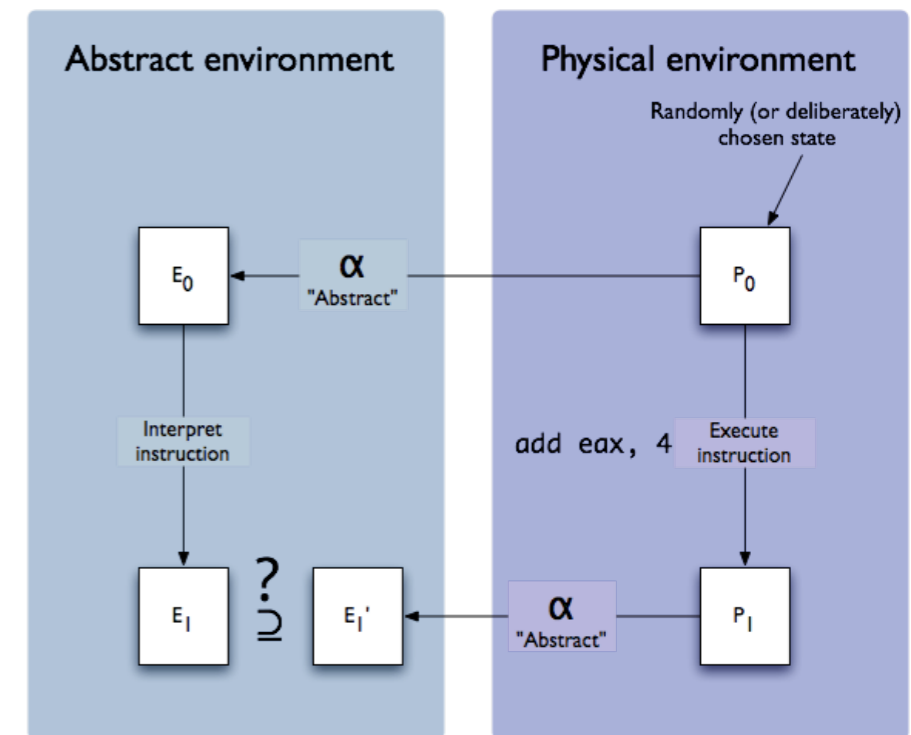 Abstract environment
Physical environment
Randomly (or deliberately)
chosen state
E0
α
"Abstract"
P0
Interpret
instruction
add eax, 4
Execute
instruction
E1
?
⊇
E1'
α
"Abstract"
P1